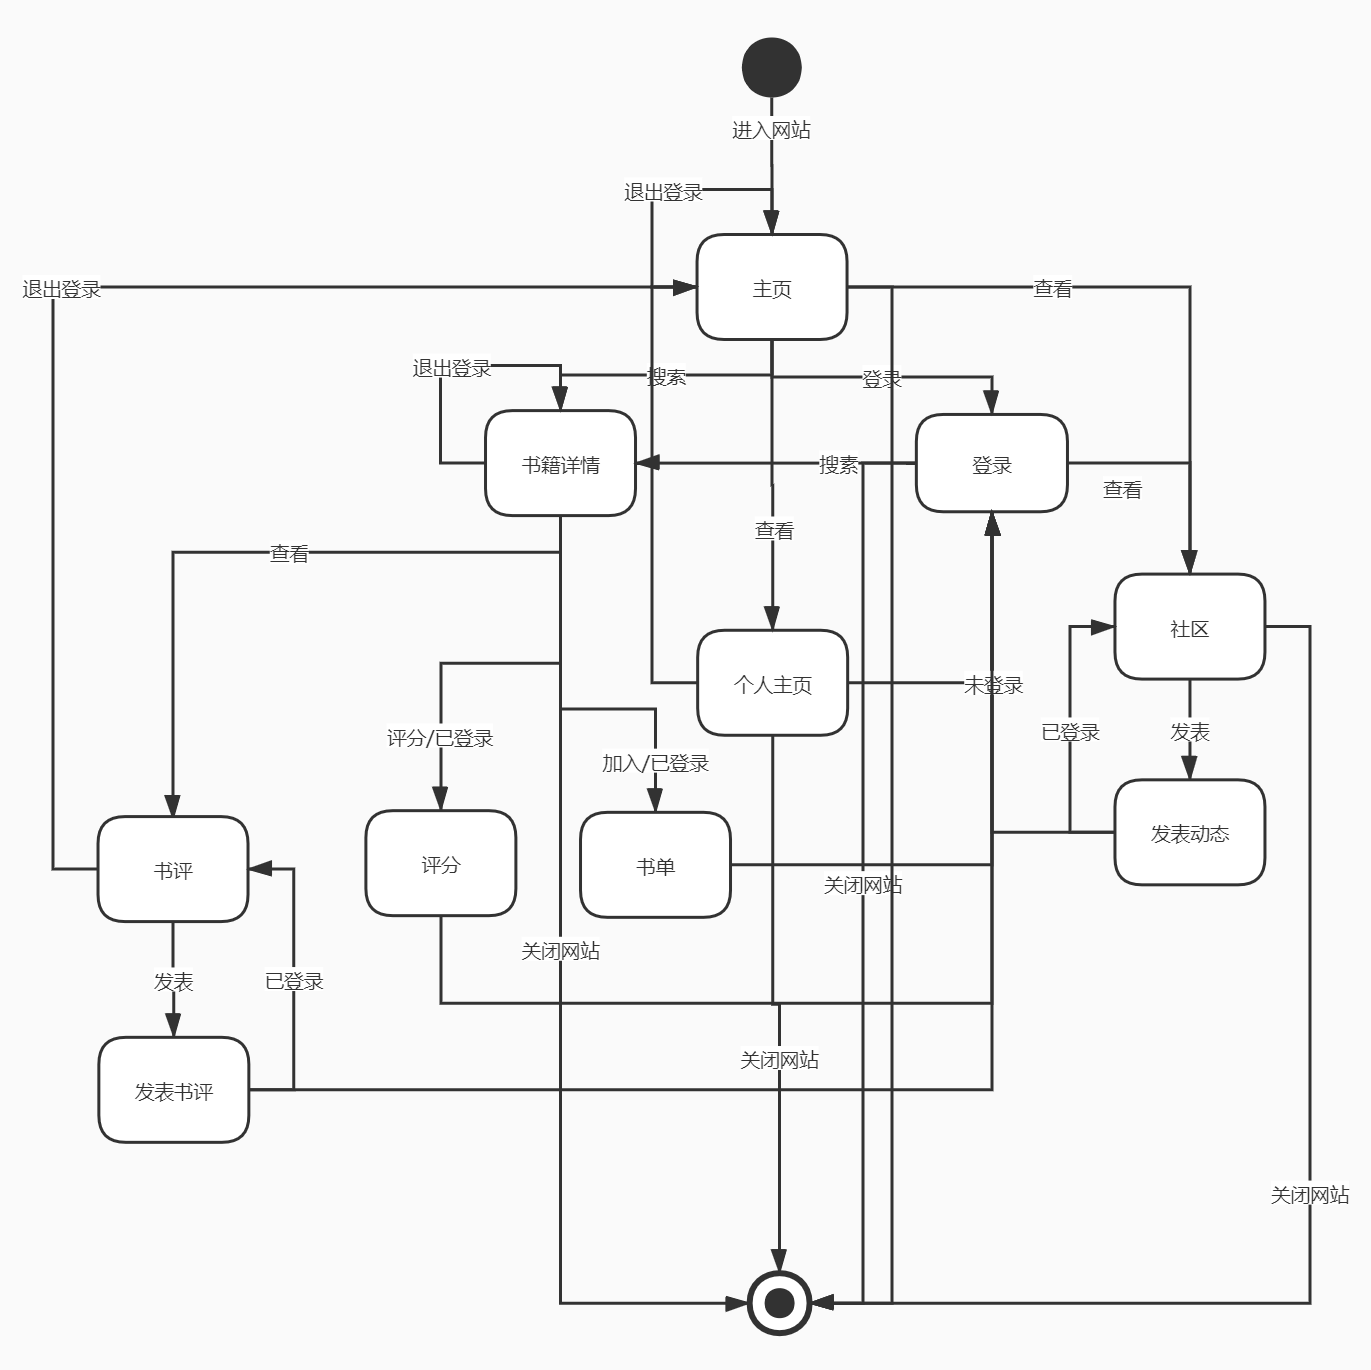 进入网站
退出登录
退出登录
主页
查看
退出登录
搜索
登录
书籍详情
搜素
登录
查看
查看
查看
社区
个人主页
未登录
已登录
发表
评分/已登录
加入/已登录
发表动态
书评
评分
书单
关闭网站
发表
已登录
关闭网站
关闭网站
发表书评
关闭网站